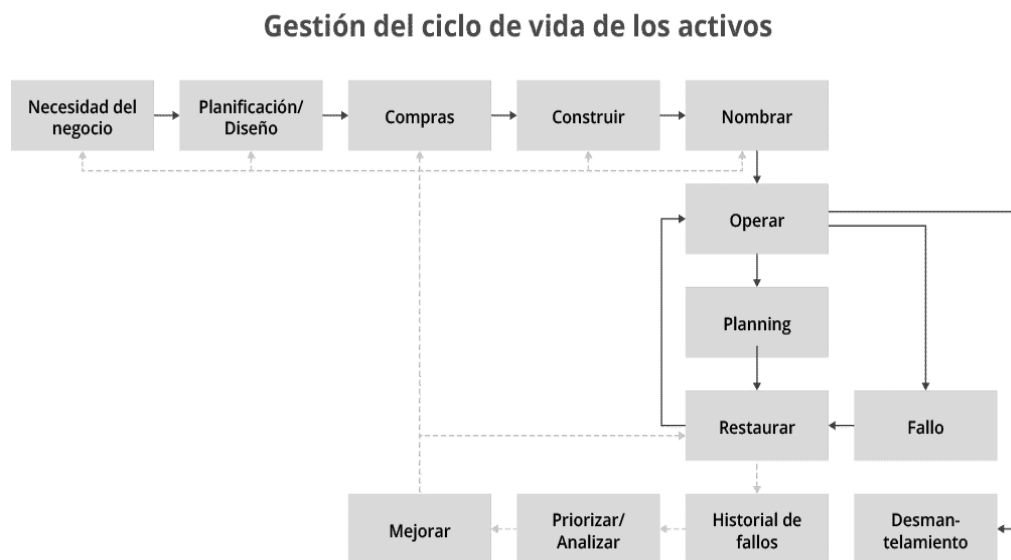 Gestión del ciclo de vida de los activos
Necesidad del
negocio
Planificación/
Diseño
Compras
Construir
Nombrar
Operar
Planning
Restaurar
Fallo
Mejorar
Priorizar/
Analizar
Historial de
fallos
Desman-
telamiento